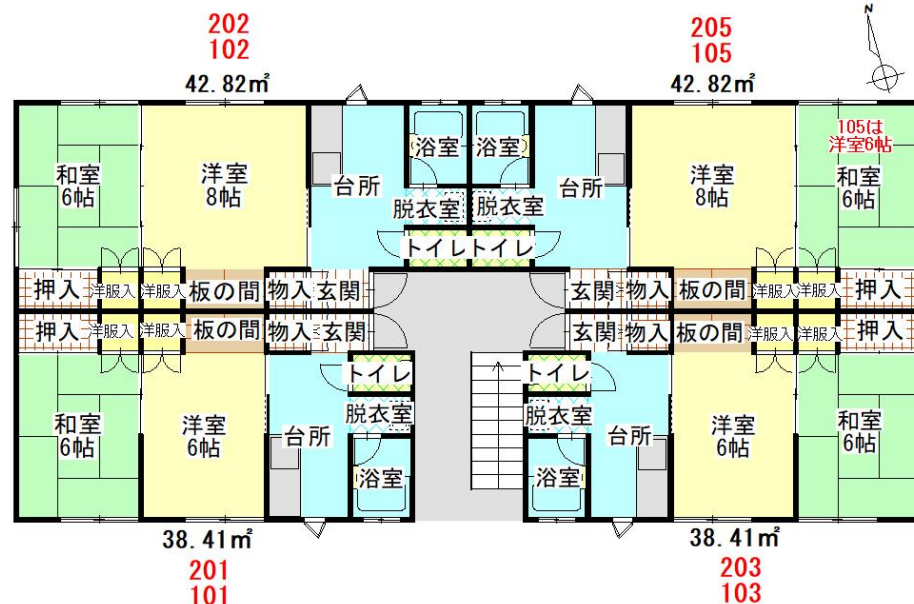 202
102
42.82㎡
205
105
42.82㎡
N
和室
6帖
洋室
8帖
台所
浴室
脱衣室
トイレ
浴室
脱衣室
トイレ
台所
洋室
8帖
105は
洋室6帖
和室
6帖
押入
洋服入
洋服入
板の間
物入
玄関
玄関
物入
板の間
洋服入
洋服入
押入
押入
洋服入
洋服入
板の間
物入
玄関
玄関
物入
板の間
洋服入
洋服入
押入
和室
6帖
洋室
6帖
台所
トイレ
脱衣室
浴室
トイレ
脱衣室
浴室
台所
洋室
6帖
和室
6帖
38.41㎡
201
101
38.41㎡
203
103